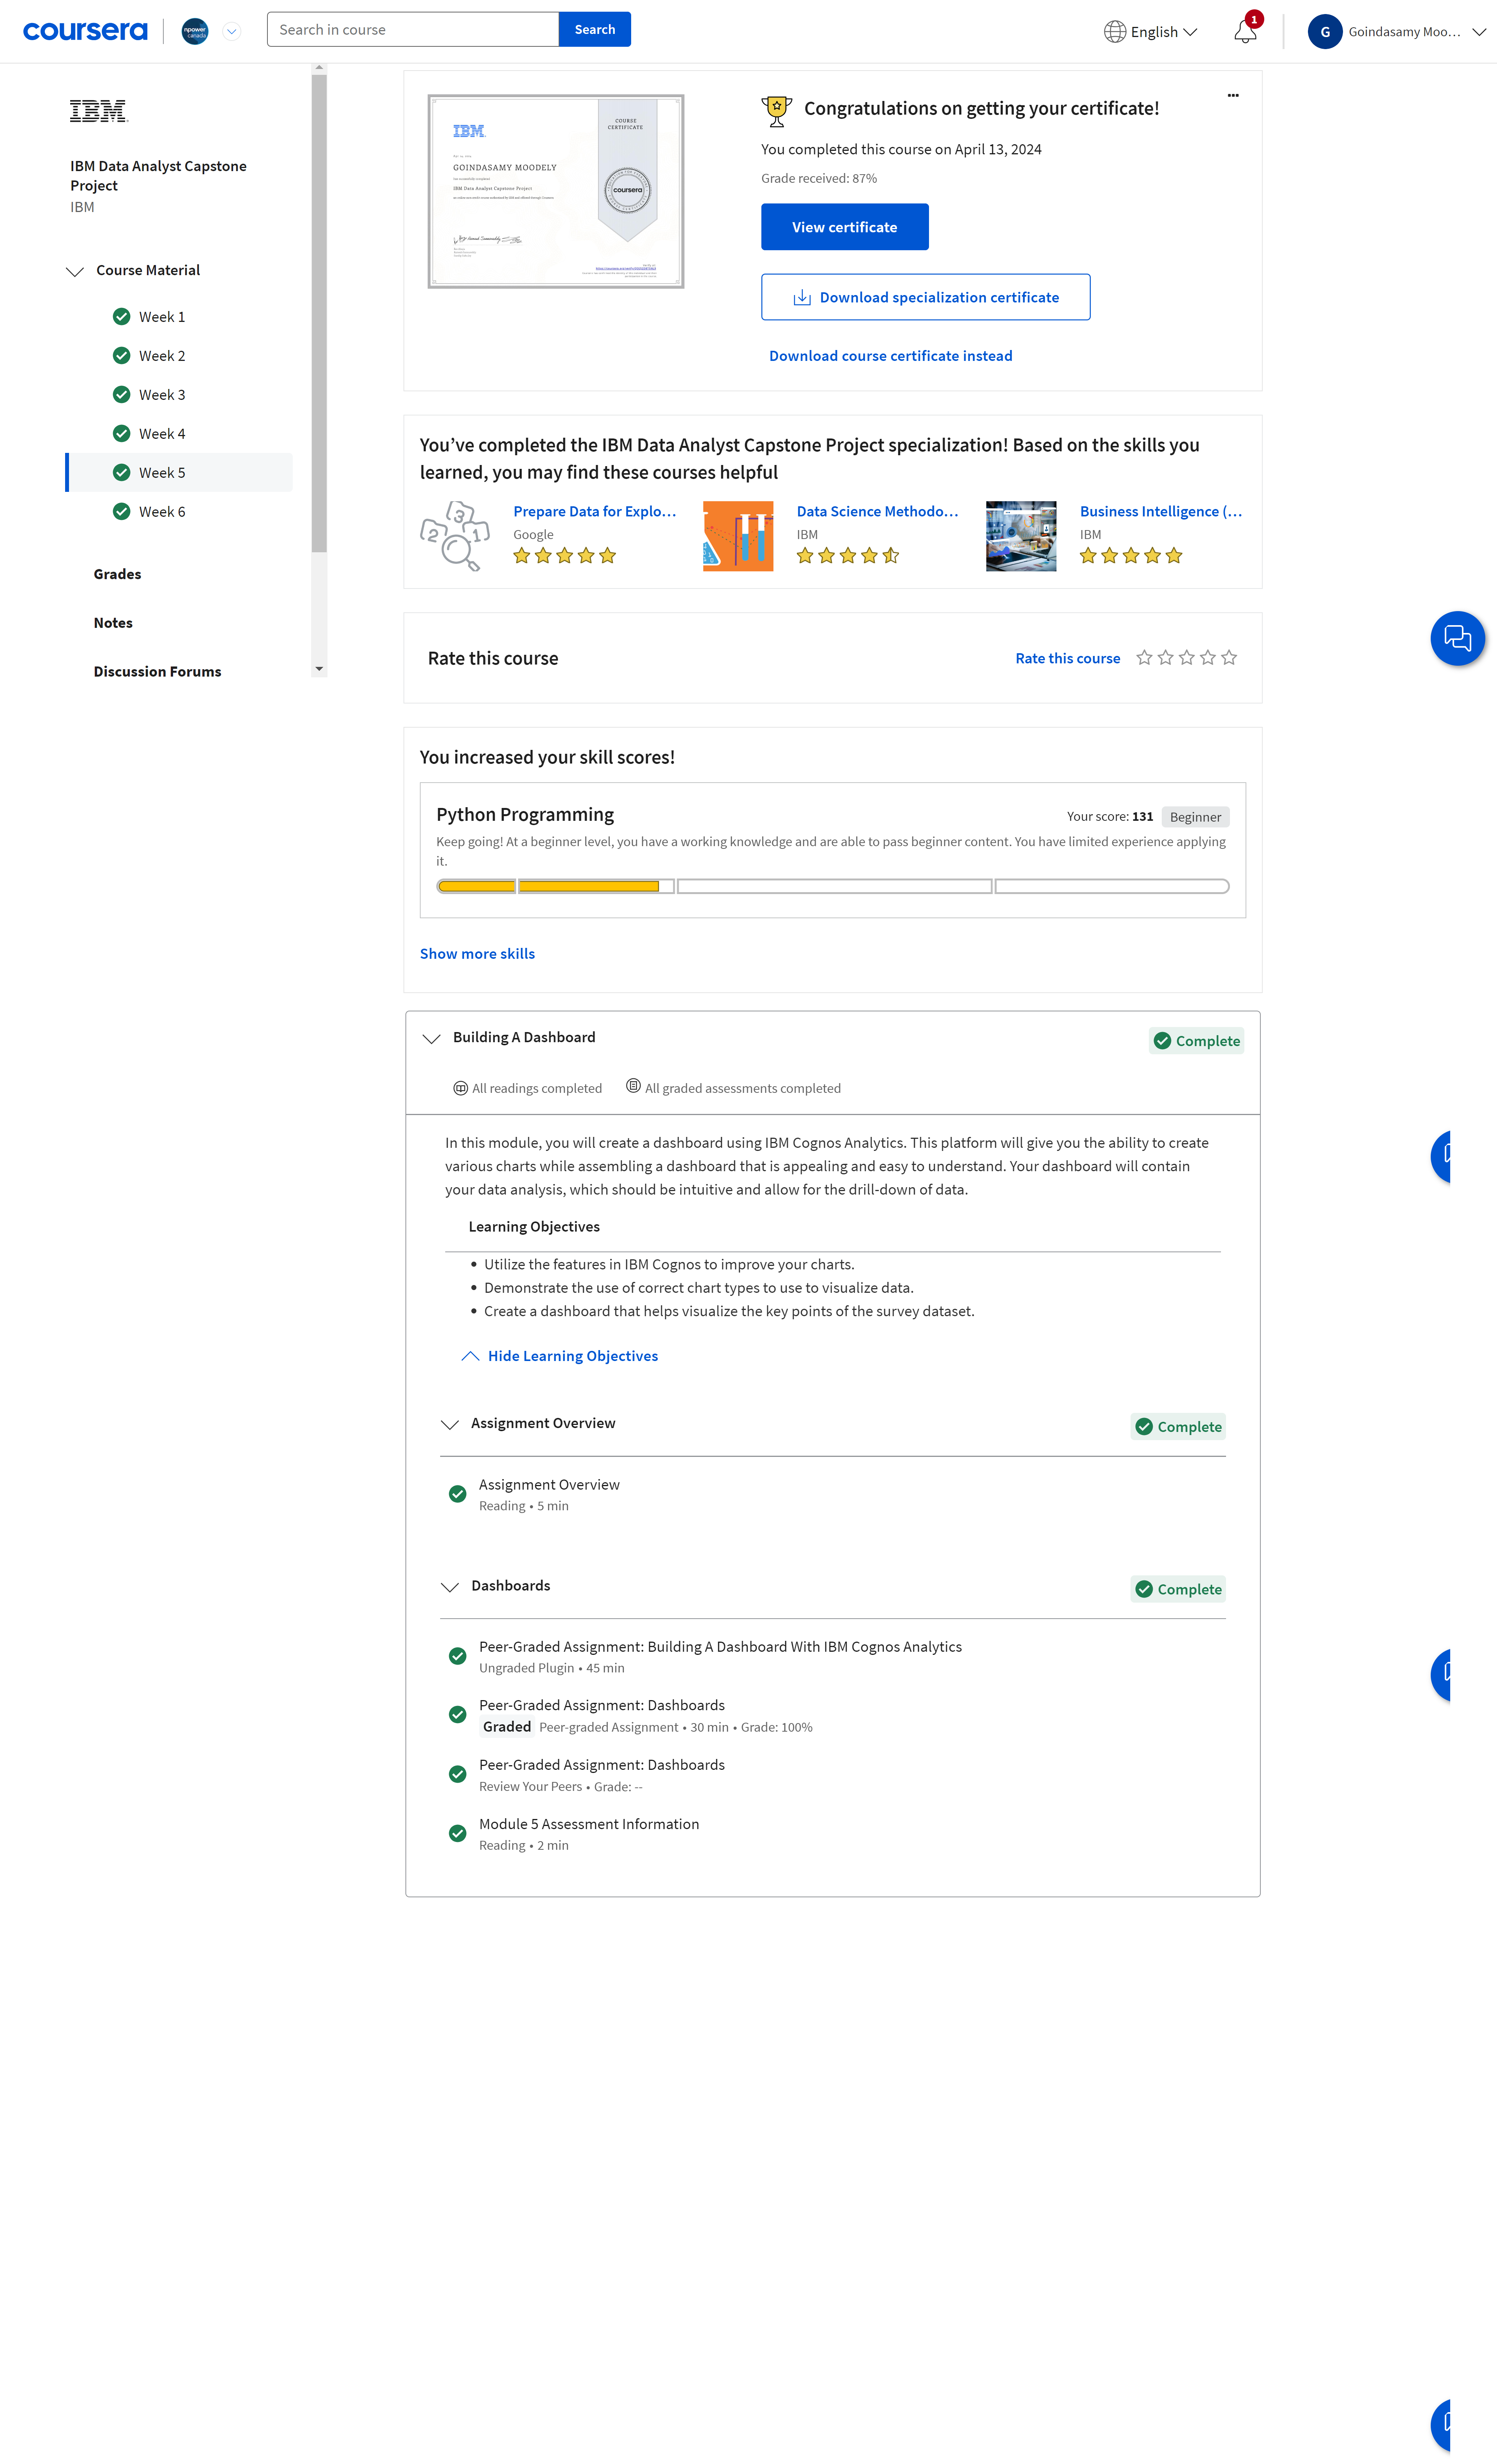 coursera
npower
canada
Search in course
Search
English
1
G
Goindasamy Moo...
IBM
IBM Data Analyst Capstone
Project
IBM
Course Material
Week 1
Week 2
Week 3
Week 4
Week 5
Week 6
Grades
Notes
Discussion Forums
IBM
GOINDASAMY MOODELY
has successfully completed
IBM Data Analyst Capstone Project
COURSE
CERTIFICATE
coursera
Congratulations on getting your certificate!
You completed this course on April 13, 2024
Grade received: 87%
View certificate
Download specialization certificate
Download course certificate instead
You’ve completed the IBM Data Analyst Capstone Project specialization! Based on the skills you
learned, you may find these courses helpful
2 3 1
Prepare Data for Explo...
Google
Data Science Methodo...
IBM
Business Intelligence (...
IBM
Rate this course
Rate this course
You increased your skill scores!
Python Programming
Your score: 131 Beginner
Keep going! At a beginner level, you have a working knowledge and are able to pass beginner content. You have limited experience applying
it.
Show more skills
Building A Dashboard
Complete
All readings completed
All graded assessments completed
In this module, you will create a dashboard using IBM Cognos Analytics. This platform will give you the ability to create
various charts while assembling a dashboard that is appealing and easy to understand. Your dashboard will contain
your data analysis, which should be intuitive and allow for the drill-down of data.
Learning Objectives
• Utilize the features in IBM Cognos to improve your charts.
• Demonstrate the use of correct chart types to use to visualize data.
• Create a dashboard that helps visualize the key points of the survey dataset.
Hide Learning Objectives
Assignment Overview
Complete
Assignment Overview
Reading • 5 min
Dashboards
Complete
Peer-Graded Assignment: Building A Dashboard With IBM Cognos Analytics
Ungraded Plugin • 45 min
Peer-Graded Assignment: Dashboards
Graded Peer-graded Assignment • 30 min • Grade: 100%
Peer-Graded Assignment: Dashboards
Review Your Peers • Grade: --
Module 5 Assessment Information
Reading • 2 min